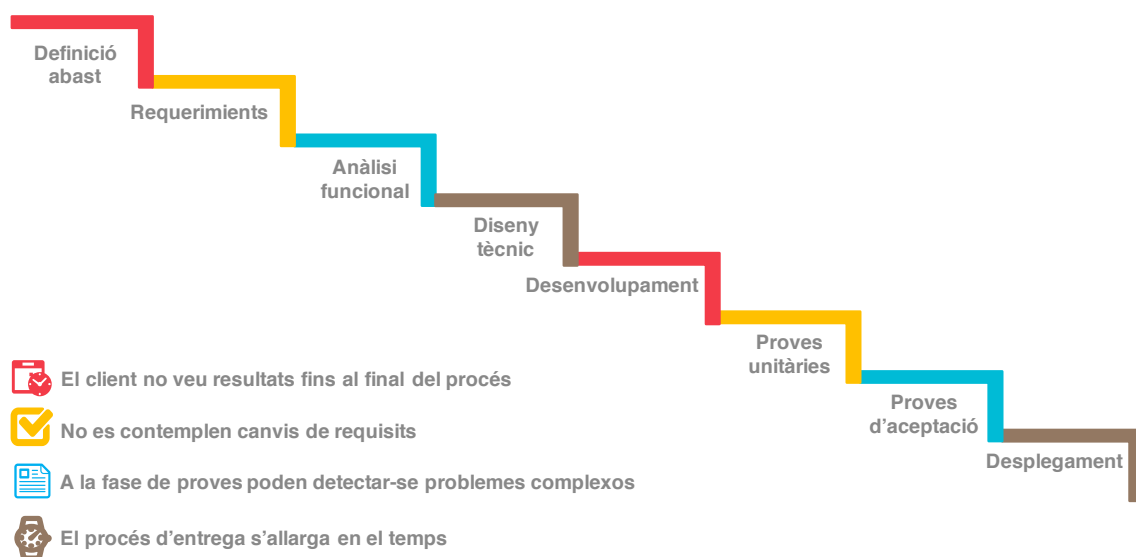 Definició
abast
Requerimients
Anàlisi
funcional
Diseny
tècnic
Desenvolupament
Proves
unitàries
Proves
d'aceptació
Desplegament
El client no veu resultats fins al final del procés
No es contemplen canvis de requisits
A la fase de proves poden detectar-se problemes complexos
El procés d'entrega s'allarga en el temps